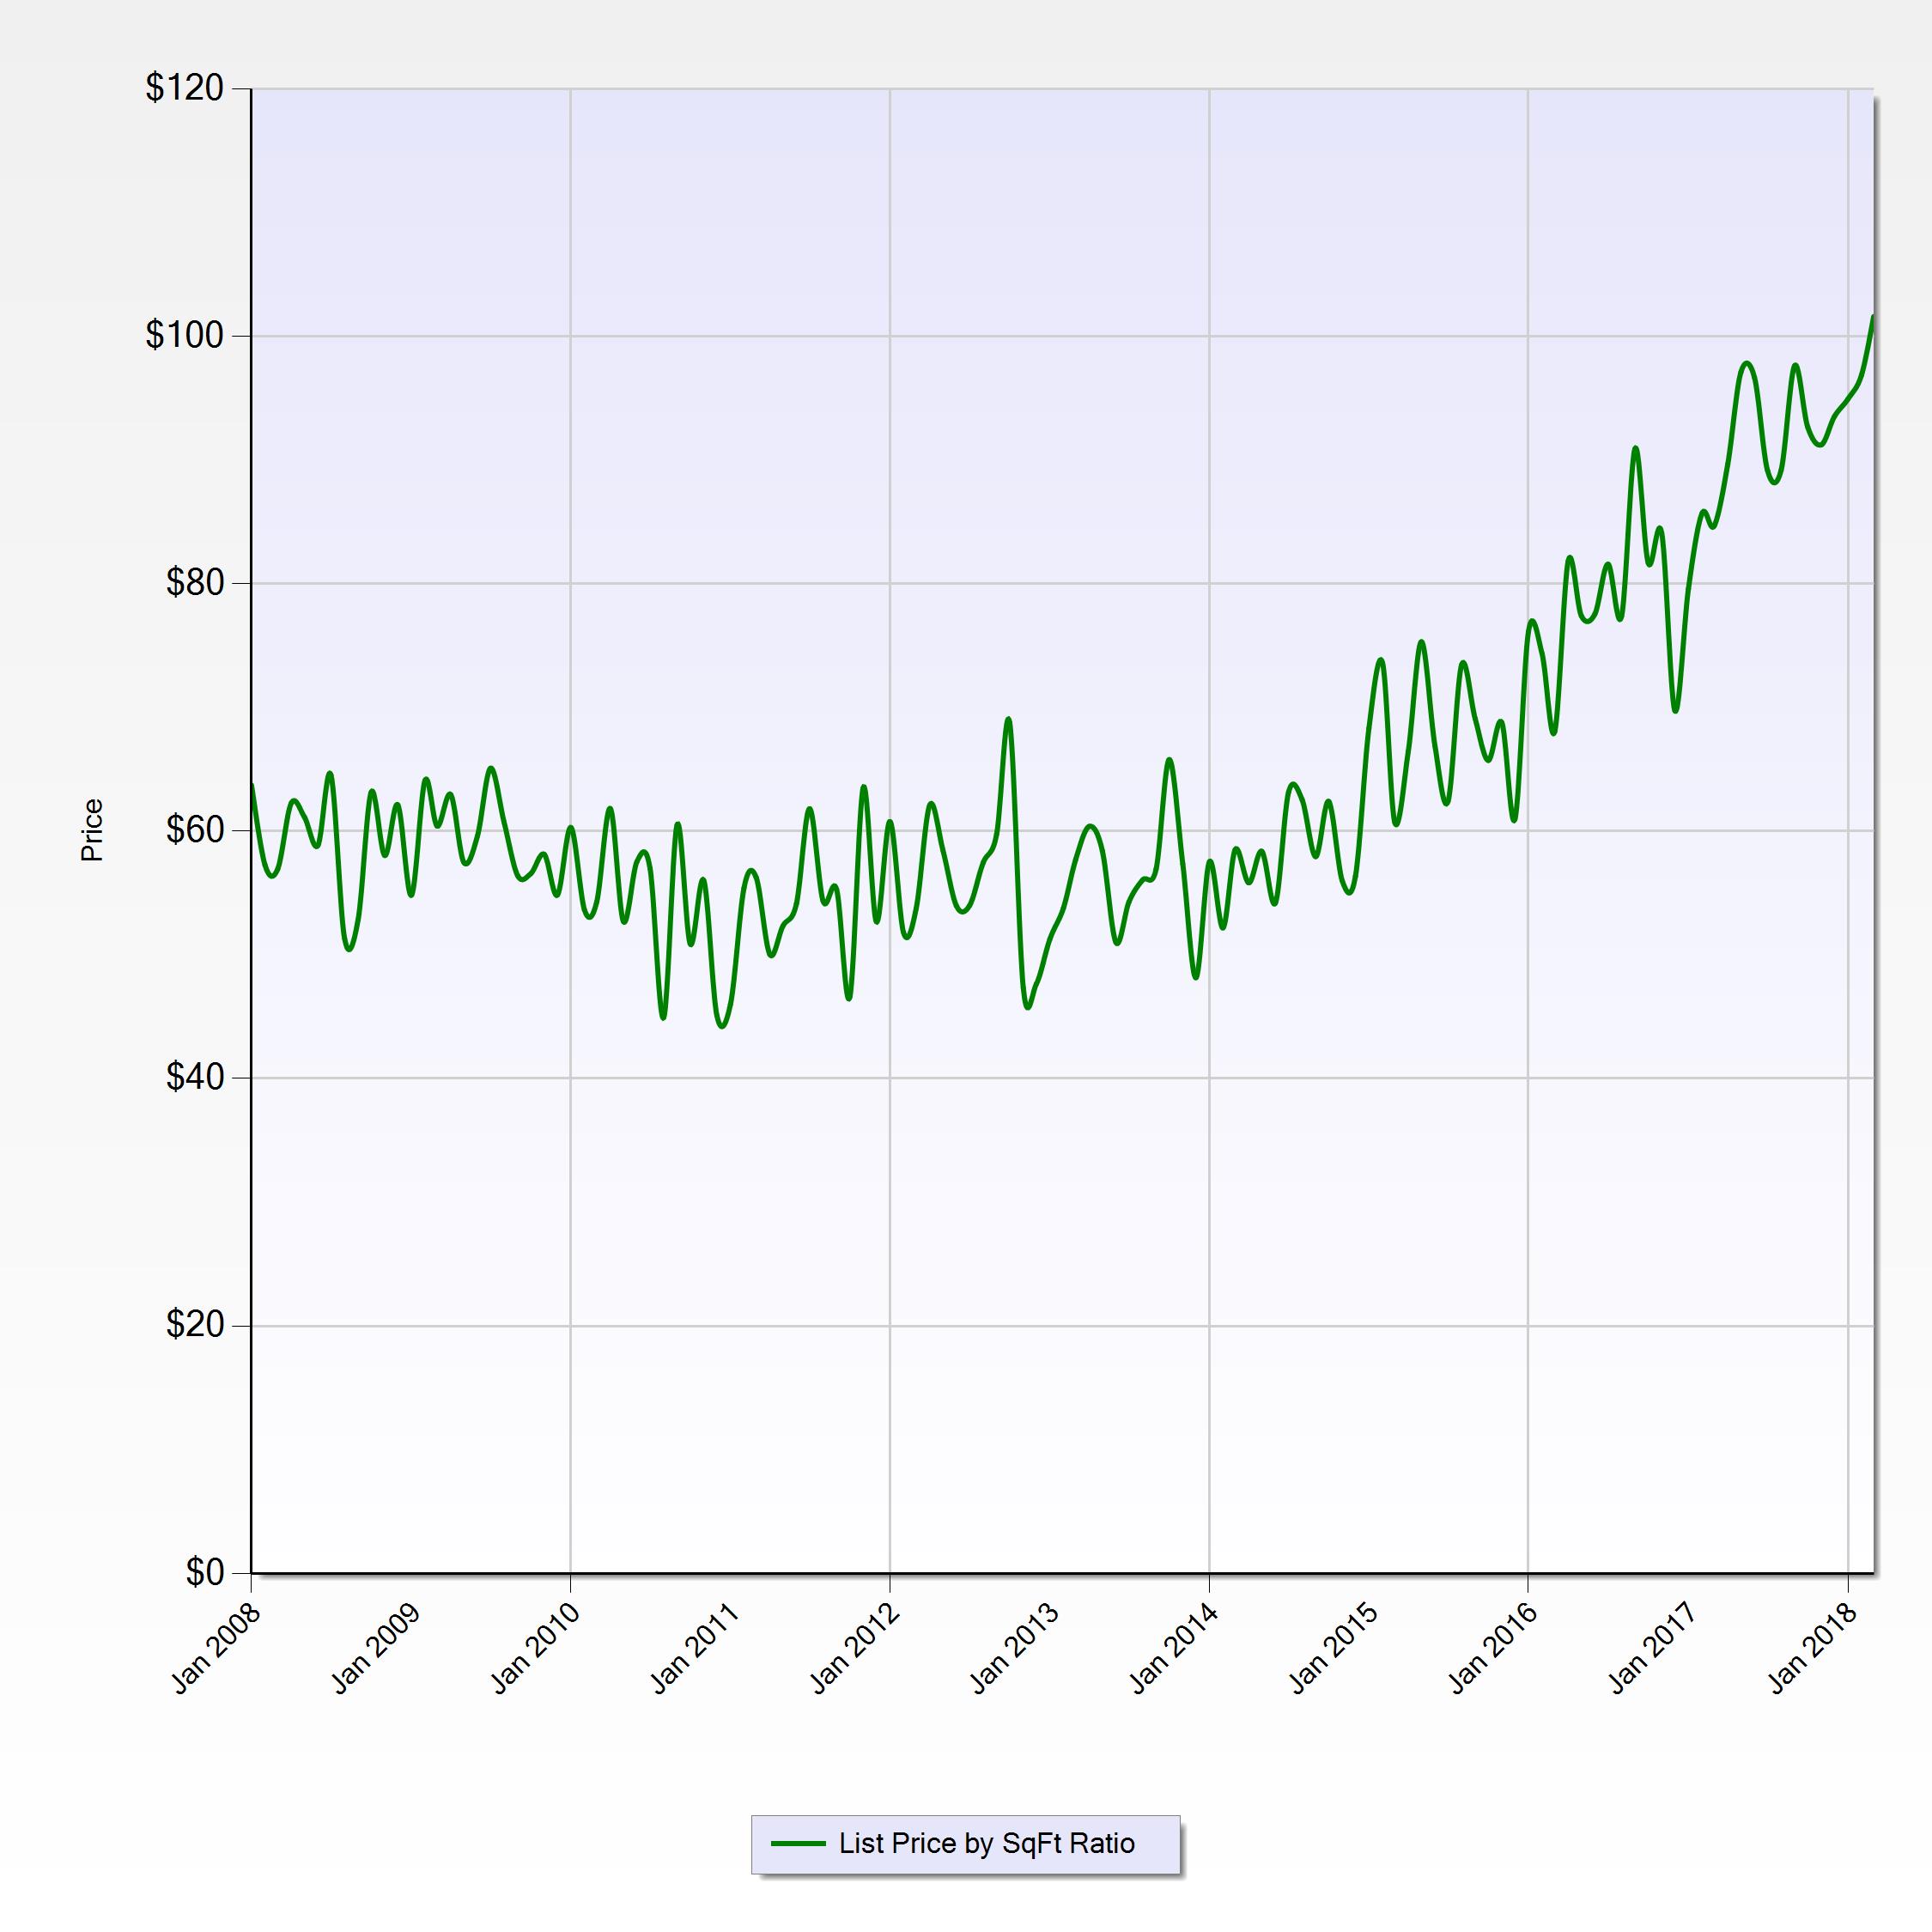 $120
$100
$80
$60
$40
$20
$0
Price
Jan 2008
Jan 2009
Jan 2010
Jan 2011
Jan 2012
Jan 2013
Jan 2014
Jan 2015
Jan 2016
Jan 2017
Jan 2018
List Price by SqFt Ratio